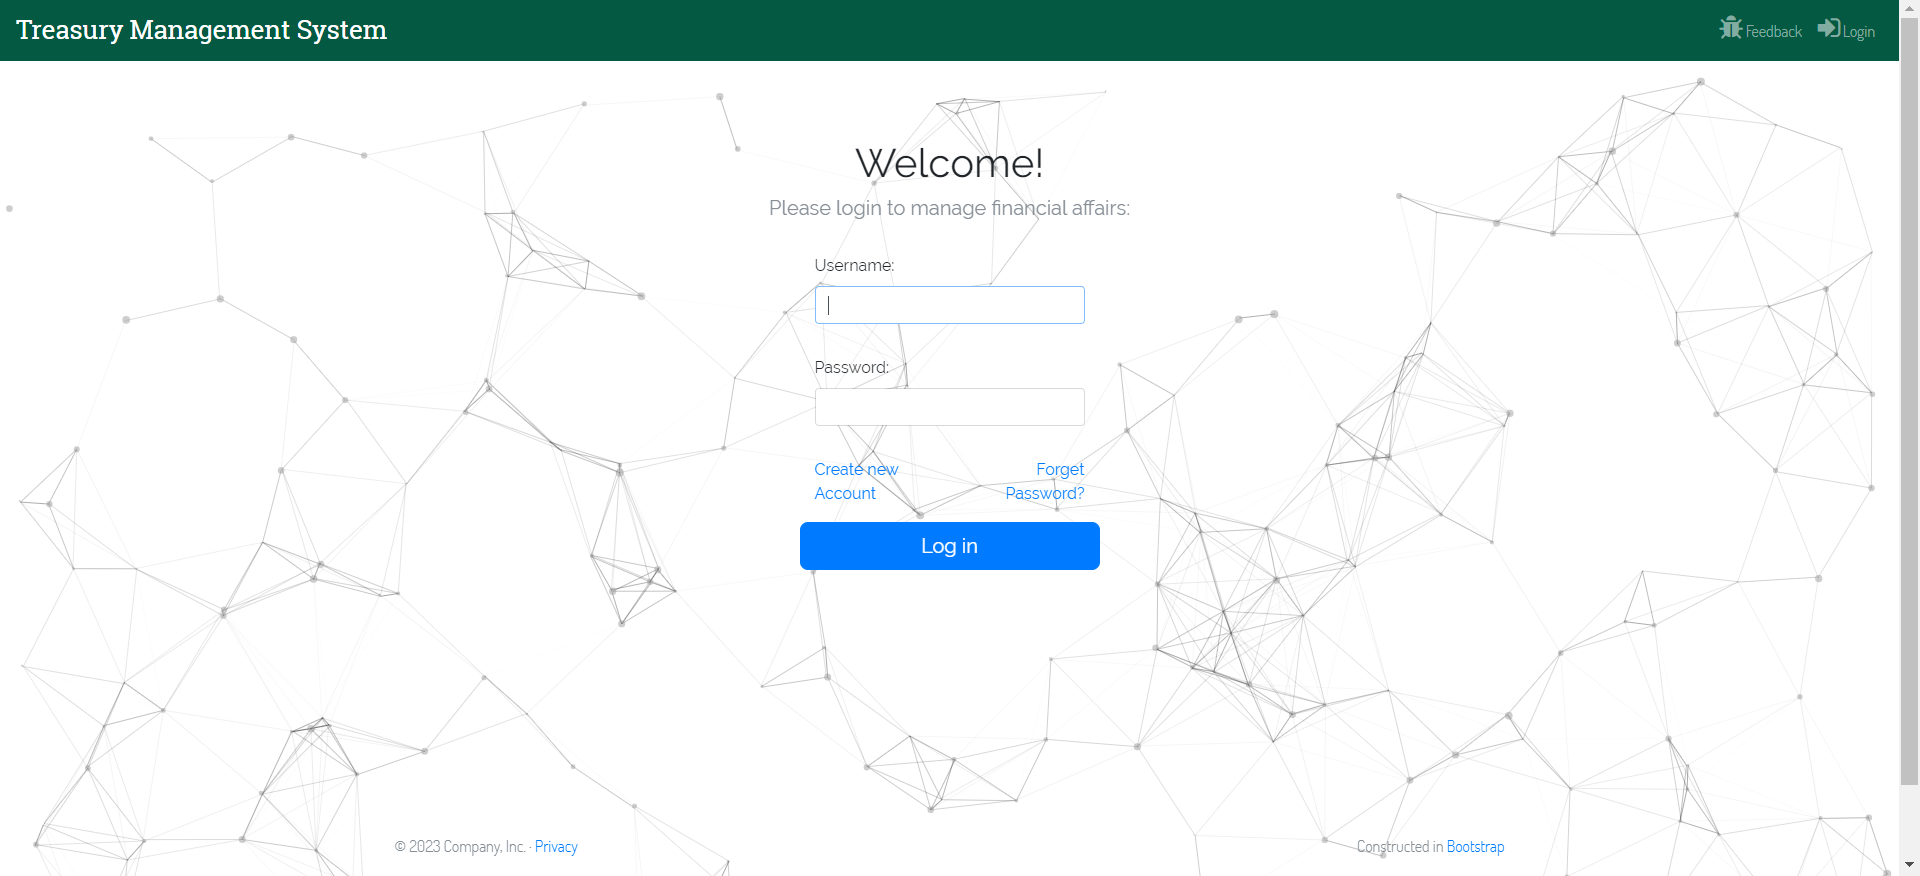 Treasury Management System
Feedback
Login
Welcome!
Please login to manage financial affairs:
Username:
Password:
Create new Account
Forget Password?
Log in
© 2023 Company, Inc. · Privacy
Constructed in Bootstrap